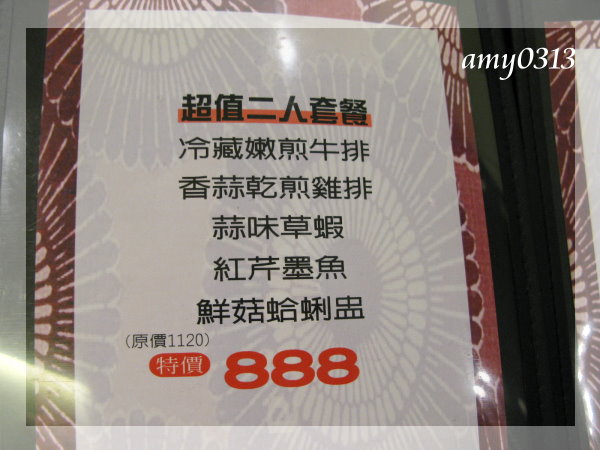 amy0313
超值二人套餐
冷藏嫩煎牛排
香蒜乾煎雞排
蒜味草蝦
紅芹墨魚
鮮菇蛤蜊盅
(原價1120)
特價 888